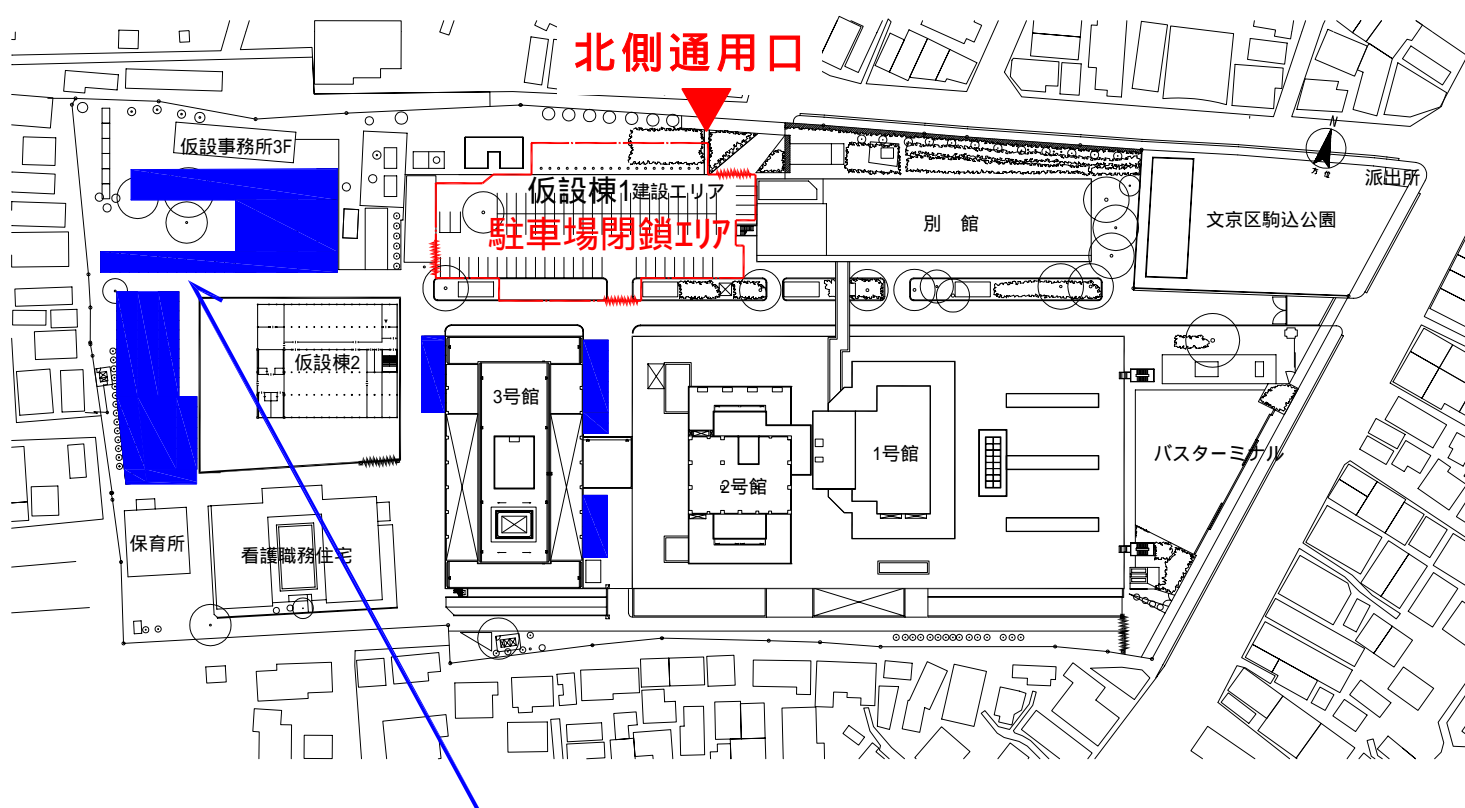 北側通用口
N
方位
仮設事務所3F
派出所
仮設棟1建設エリア
駐車場閉鎖エリア
別 館
文京区駒込公園
仮設棟2
3号館
2号館
1号館
バスターミナル
保育所
看護職務住宅